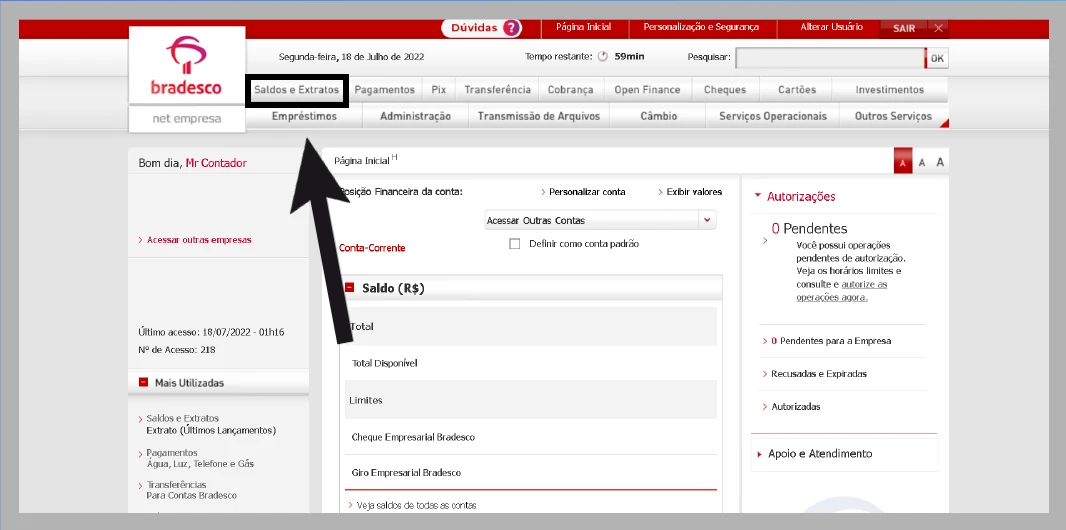 Dúvidas ?
Página Inicial
Personalização e Segurança
Alterar Usuário
SAIR
Segunda-feira, 18 de Julho de 2022
Tempo restante: 59min
Pesquisar:
OK
bradesco
net empresa
Saldos e Extratos
Pagamentos
Pix
Transferência
Cobrança
Open Finance
Cheques
Cartões
Investimentos
Empréstimos
Administração
Transmissão de Arquivos
Câmbio
Serviços Operacionais
Outros Serviços
Bom dia, Mr Contador
Acessar outras empresas
Último acesso: 18/07/2022 - 01h16
Nº de Acesso: 218
Mais Utilizadas
Saldos e Extratos
Extrato (Últimos Lançamentos)
Pagamentos
Água, Luz, Telefone e Gás
Transferências
Para Contas Bradesco
Página Inicial H
A A A
osição Financeira da conta:
Personalizar conta
Exibir valores
Acessar Outras Contas
Definir como conta padrão
Conta-Corrente
Saldo (R$)
Total
Total Disponível
Limites
Cheque Empresarial Bradesco
Giro Empresarial Bradesco
Veja saldos de todas as contas
Autorizações
0 Pendentes
Você possui operações
pendentes de autorização.
Veja os horários limites e
consulte e autorize as
operações agora.
0 Pendentes para a Empresa
Recusadas e Expiradas
Autorizadas
Apoio e Atendimento